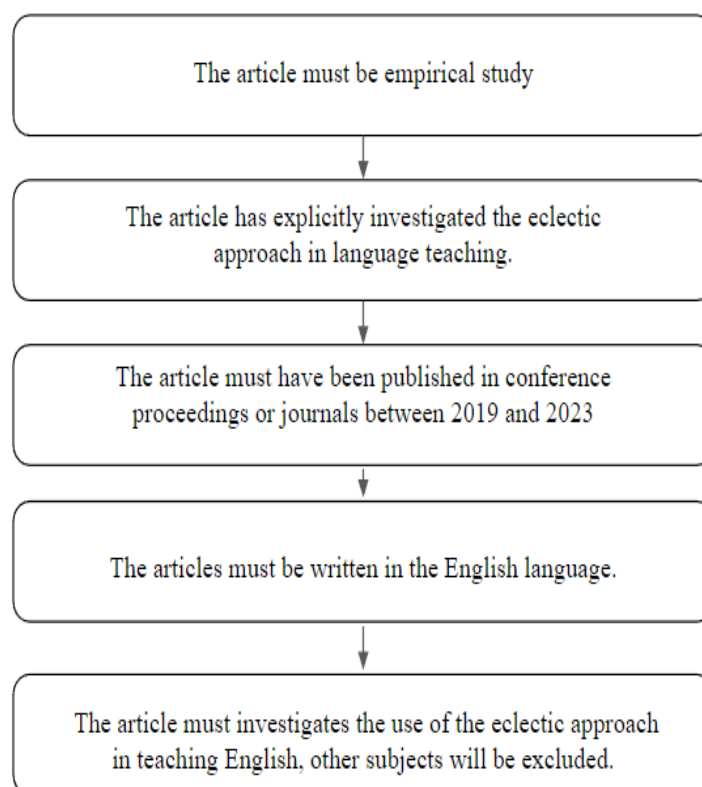 The article must be empirical study
The article has explicitly investigated the eclectic
approach in language teaching.
The article must have been published in conference
proceedings or journals between 2019 and 2023
The articles must be written in the English language.
The article must investigates the use of the eclectic approach
in teaching English, other subjects will be excluded.